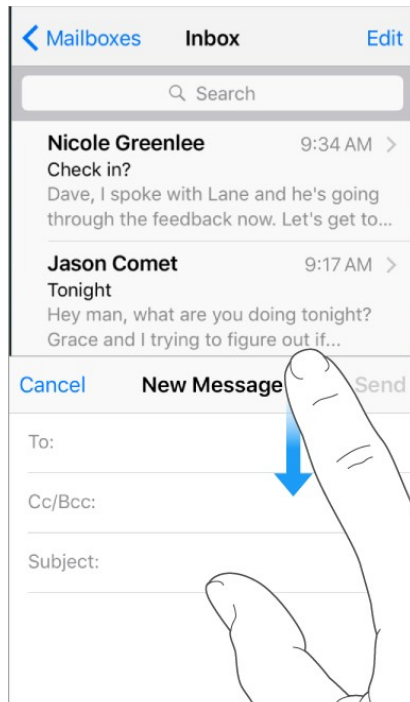 Mailboxes Inbox Edit
Search
Nicole Greenlee 9:34 AM
Check in?
Dave, I spoke with Lane and he's going
through the feedback now. Let's get to...
Jason Comet 9:17 AM
Tonight
Hey man, what are you doing tonight?
Grace and I trying to figure out if...
Cancel New Message Send
To:
Cc/Bcc:
Subject: